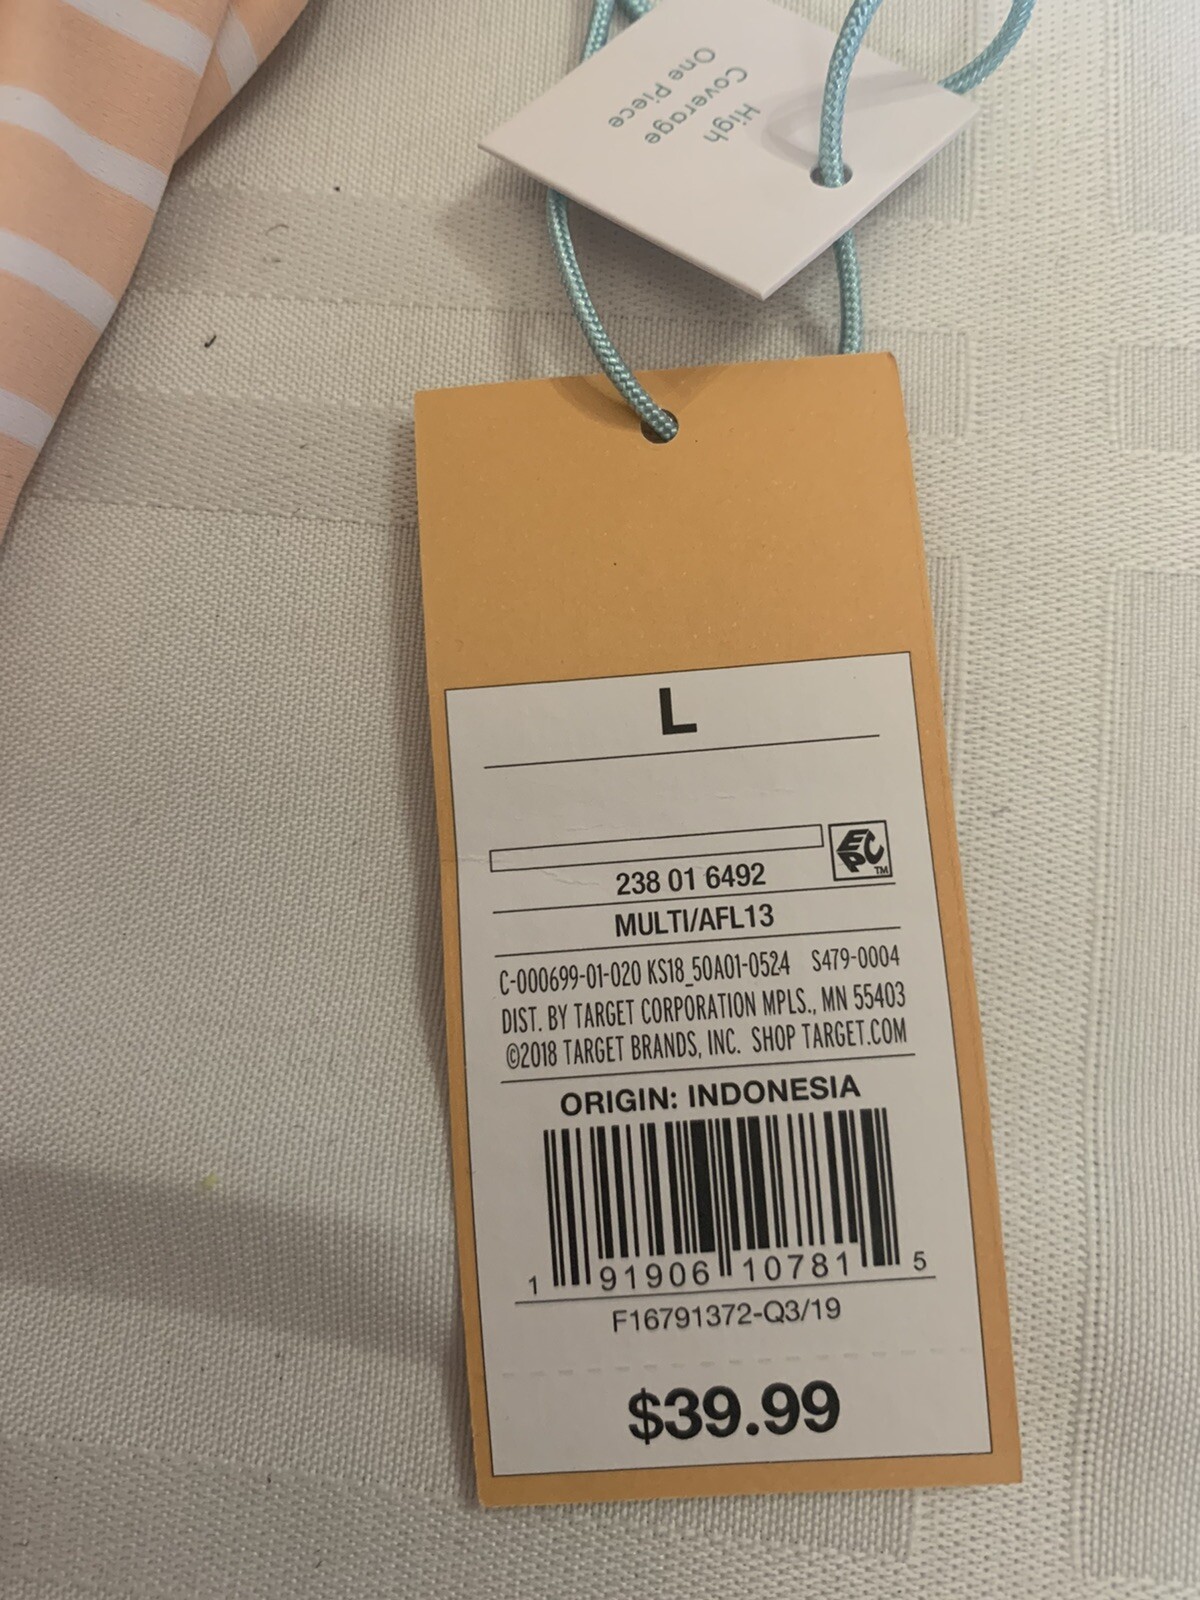 High
Coverage
One Piece
L
EPC™
238 01 6492
MULTI/AFL13
C-000699-01-020 KS18_50A01-0524 S479-0004
DIST. BY TARGET CORPORATION MPLS., MN 55403
©2018 TARGET BRANDS, INC. SHOP TARGET.COM
ORIGIN: INDONESIA
1 91906 10781 5
F16791372-Q3/19
$39.99